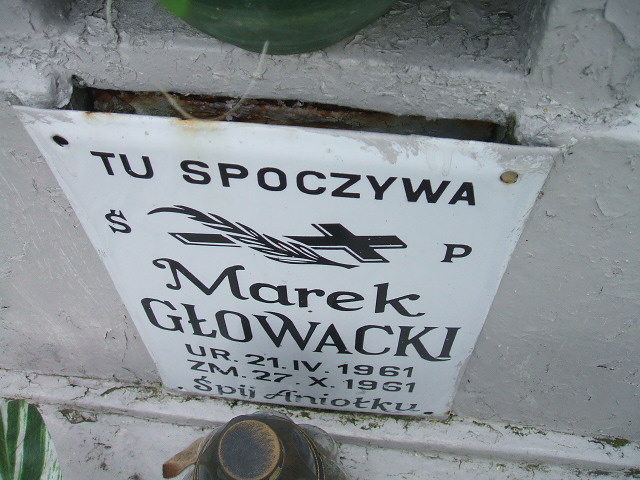 TU SPOCZYWA
Ś P
Marek
GŁOWACKI
UR. 21. IV. 1961
ZM. 27. X. 1961
. Śpij Aniołku .